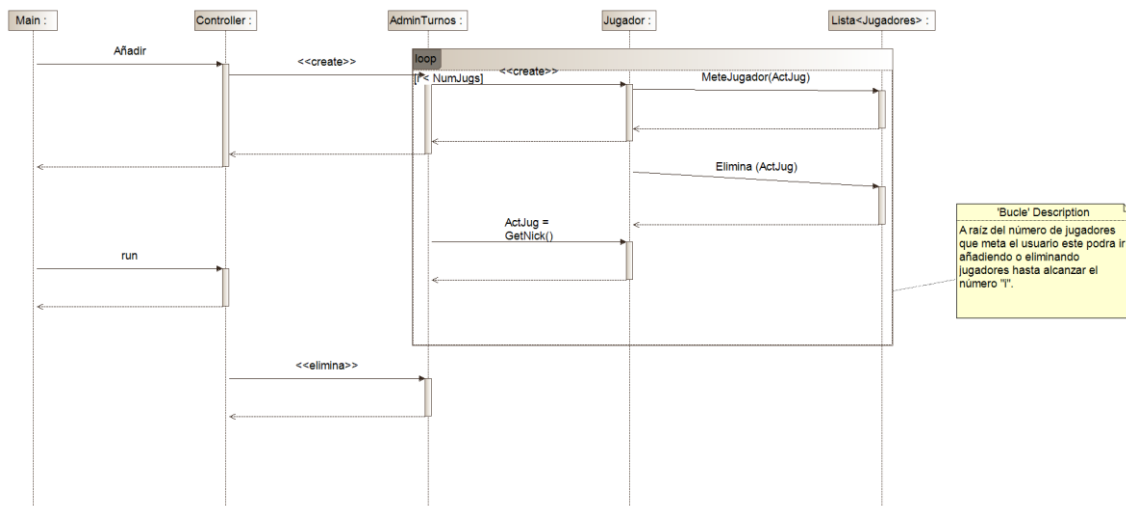 Main :
Controller :
AdminTurnos :
Jugador :
Lista<Jugadores> :
Añadir
<<create>>
loop
[i < NumJugs]
<<create>>
MeteJugador(ActJug)
Elimina (ActJug)
ActJug =
GetNick()
run
<<elimina>>
'Bucle' Description
A raíz del número de jugadores
que meta el usuario este podra ir
añadiendo o eliminando
jugadores hasta alcanzar el
número "i".